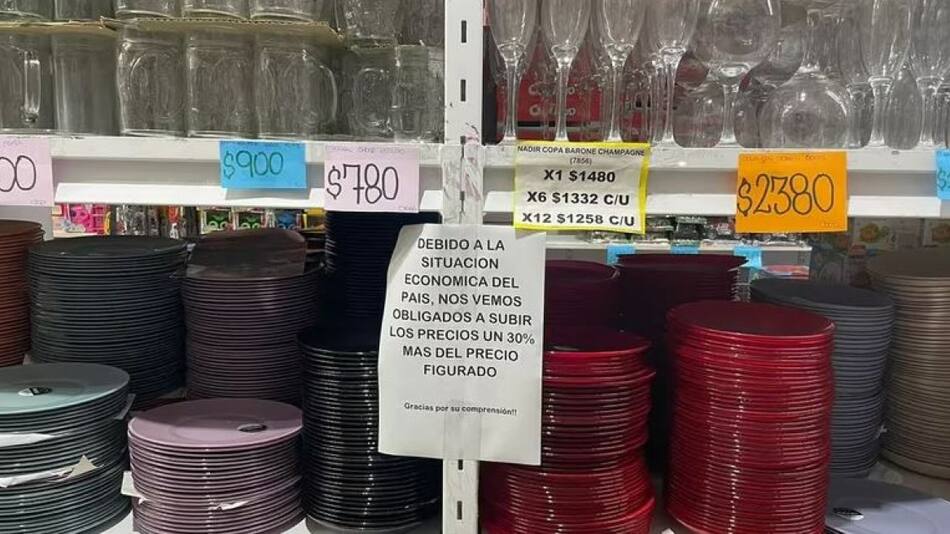 00
$900
$780
NADIR COPA BARONE CHAMPAGNE
(7856)
X1 $1480
X6 $1332 C/U
X12 $1258 C/U
$2380
DEBIDO A LA
SITUACION
ECONOMICA DEL
PAIS, NOS VEMOS
OBLIGADOS A SUBIR
LOS PRECIOS UN 30%
MAS DEL PRECIO
FIGURADO
Gracias por su comprensión!!